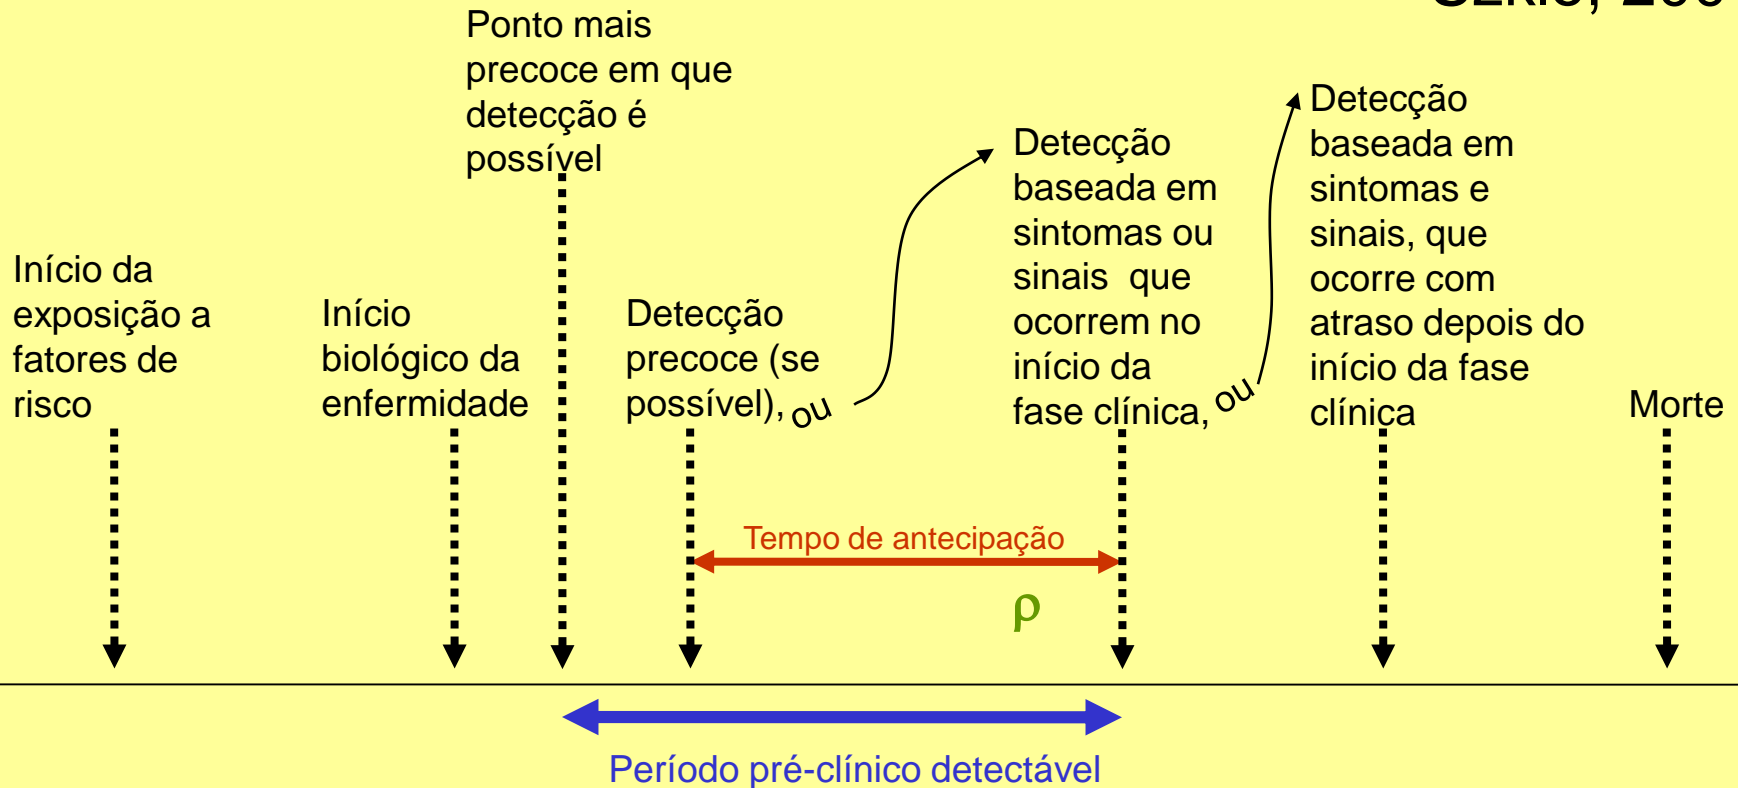 Ponto mais
precoce em que
detecção é
possível
Início da
exposição a
fatores de
risco
Início
biológico da
enfermidade
Detecção
precoce (se
possível), ou
Detecção
baseada em
sintomas ou
sinais que
ocorrem no
início da
fase clínica, ou
Detecção
baseada em
sintomas e
sinais, que
ocorre com
atraso depois do
início da fase
clínica
Morte
Tempo de antecipação
ρ
Período pré-clínico detectável